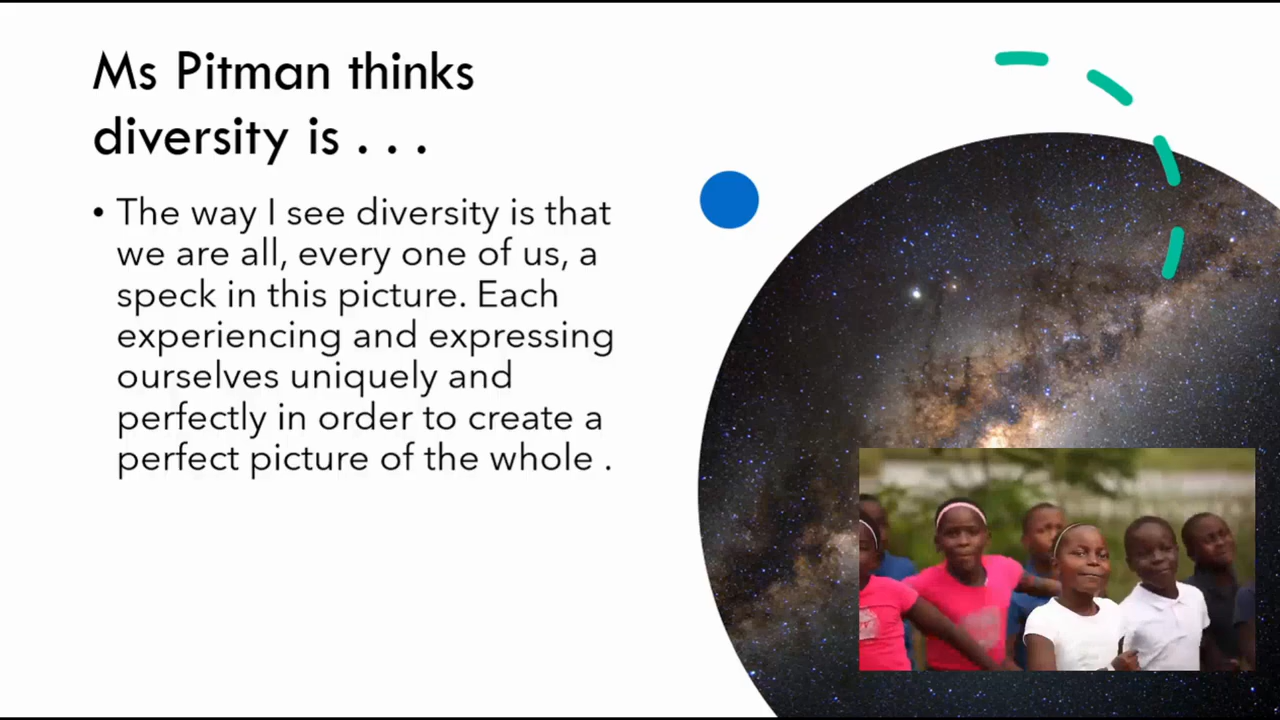 Ms Pitman thinks
diversity is . . .
• The way I see diversity is that
we are all, every one of us, a
speck in this picture. Each
experiencing and expressing
ourselves uniquely and
perfectly in order to create a
perfect picture of the whole .